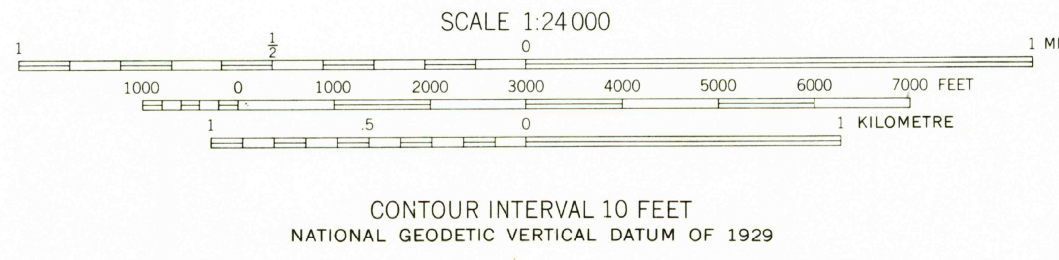 SCALE 1:24 000
1 ½ 0 1
1000 0 1000 2000 3000 4000 5000 6000 7000 FEET
1 .5 0 1 KILOMETRE
CONTOUR INTERVAL 10 FEET
NATIONAL GEODETIC VERTICAL DATUM OF 1929